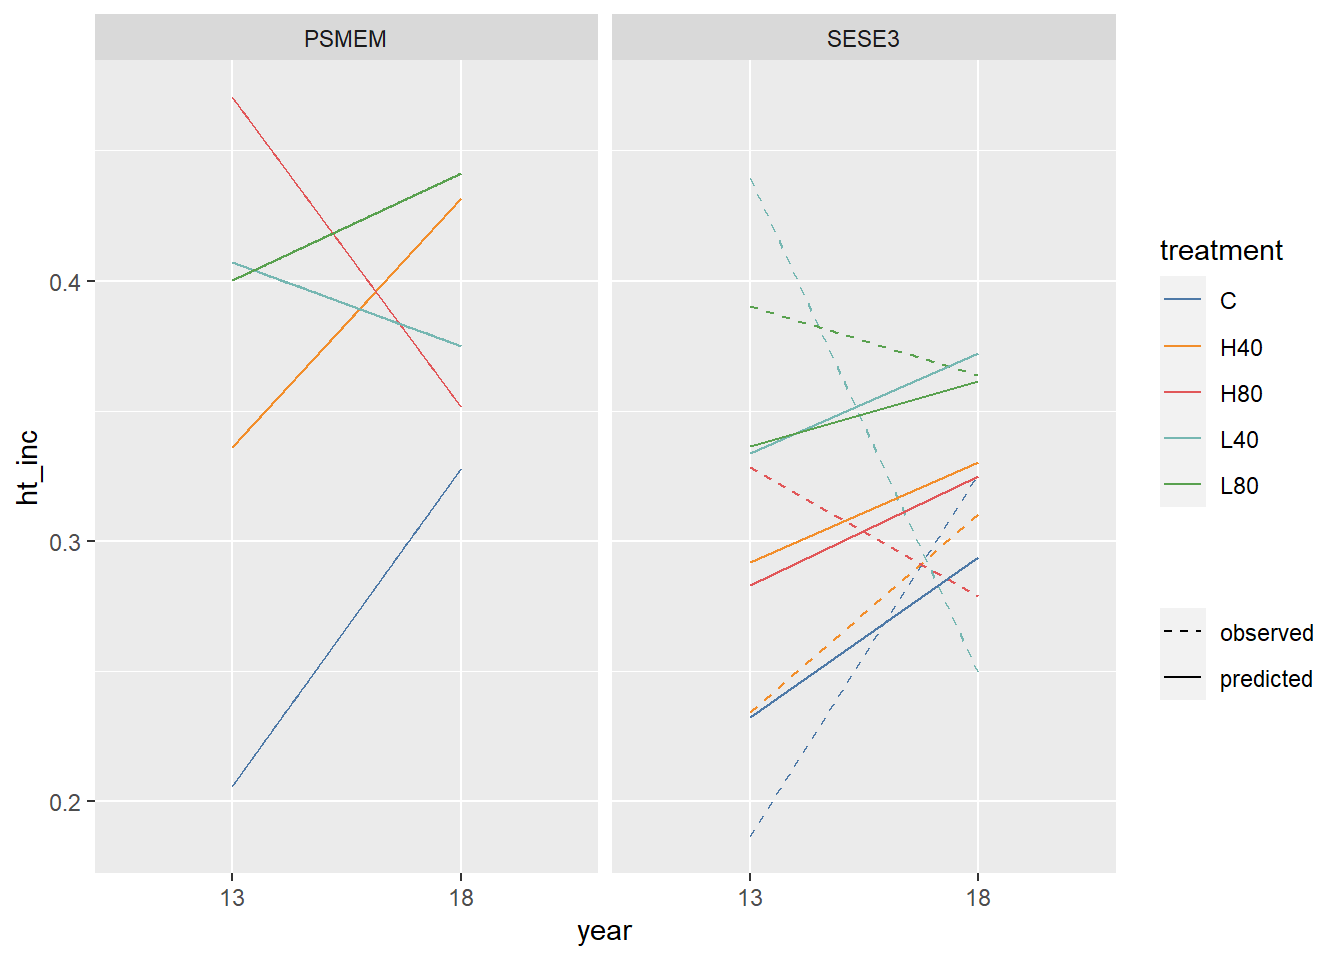 PSMEM
SESE3
0.4
0.3
0.2
ht_inc
13
18
13
18
year
treatment
C
H40
H80
L40
L80
observed
predicted